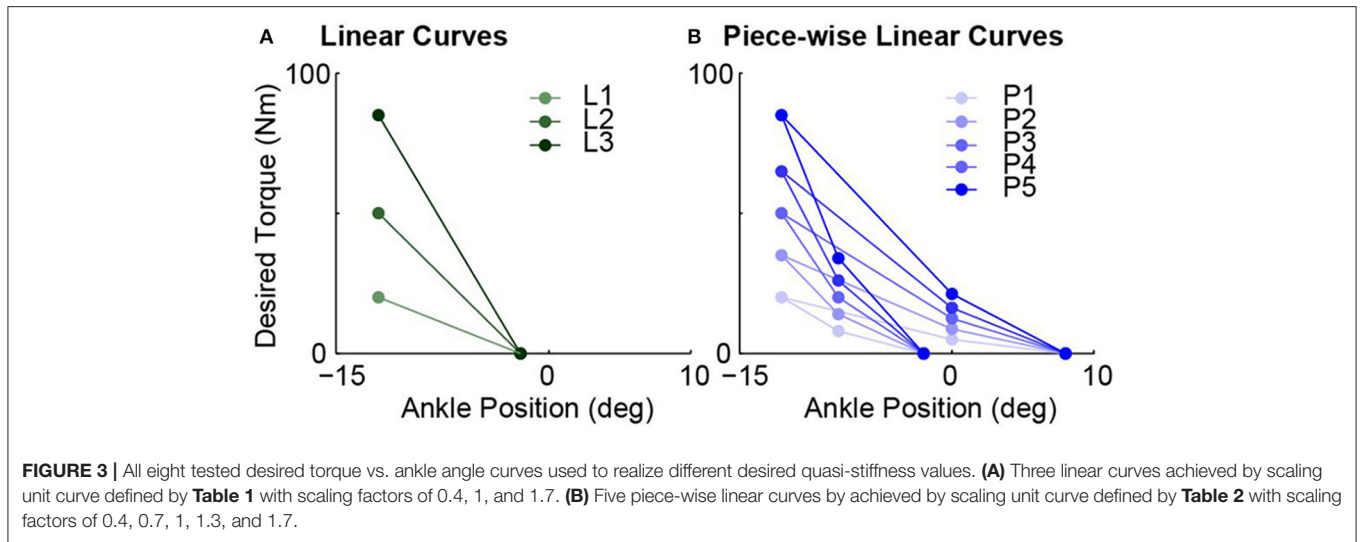 A Linear Curves
100
Desired Torque (Nm)
0
−15
0
10
Ankle Position (deg)
L1
L2
L3
B Piece-wise Linear Curves
100
0
−15
0
10
Ankle Position (deg)
P1
P2
P3
P4
P5
FIGURE 3 | All eight tested desired torque vs. ankle angle curves used to realize different desired quasi-stiffness values. (A) Three linear curves achieved by scaling
unit curve defined by Table 1 with scaling factors of 0.4, 1, and 1.7. (B) Five piece-wise linear curves by achieved by scaling unit curve defined by Table 2 with scaling
factors of 0.4, 0.7, 1, 1.3, and 1.7.